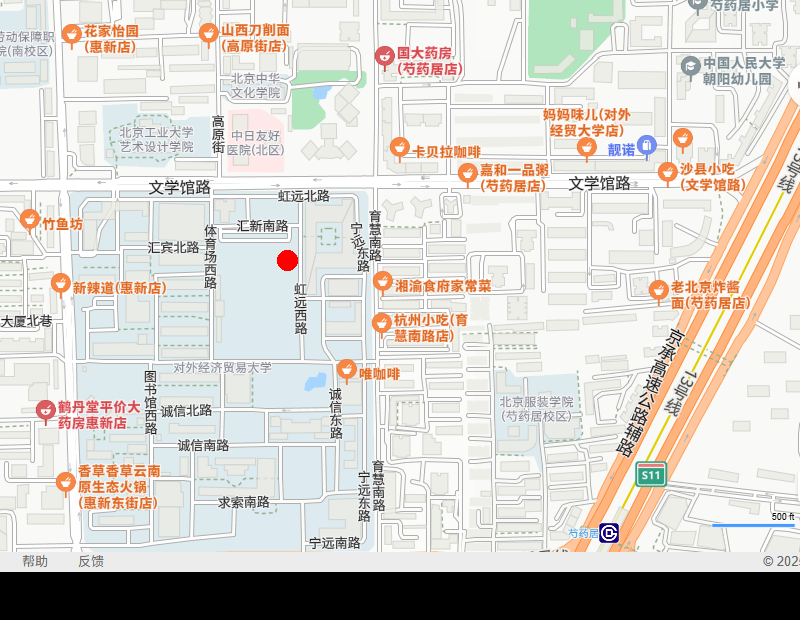 花家怡园
(惠新店)
山西刀削面
(高原街店)
国大药房
(芍药居店)
芍药居小学
劳动保障职
院(南校区)
北京中华
文化学院
中国人民大学
朝阳幼儿园
北京工业大学
艺术设计学院
高原街
中日友好
医院(北区)
妈妈味儿(对外
经贸大学店)
卡贝拉咖啡
靓诺
嘉和一品粥
(芍药居店)
沙县小吃
(文学馆路)
13号线
文学馆路
文学馆路
虹远北路
竹鱼坊
体育场西路
汇新南路
汇宾北路
宁远东路
育慧南路
新辣道(惠新店)
虹远西路
湘渝食府家常菜
老北京炸酱
面(芍药居店)
大厦北巷
杭州小吃(育
慧南路店)
京承高速公路辅路
对外经济贸易大学
唯咖啡
图书馆西路
13号线
鹤丹堂平价大
药房惠新店
诚信北路
诚信东路
北京服装学院
(芍药居校区)
诚信南路
香草香草云南
原生态火锅
(惠新东街店)
宁远东路
育慧南路
S11
求索南路
500 ft
芍药居
宁远南路
帮助
反馈
© 202